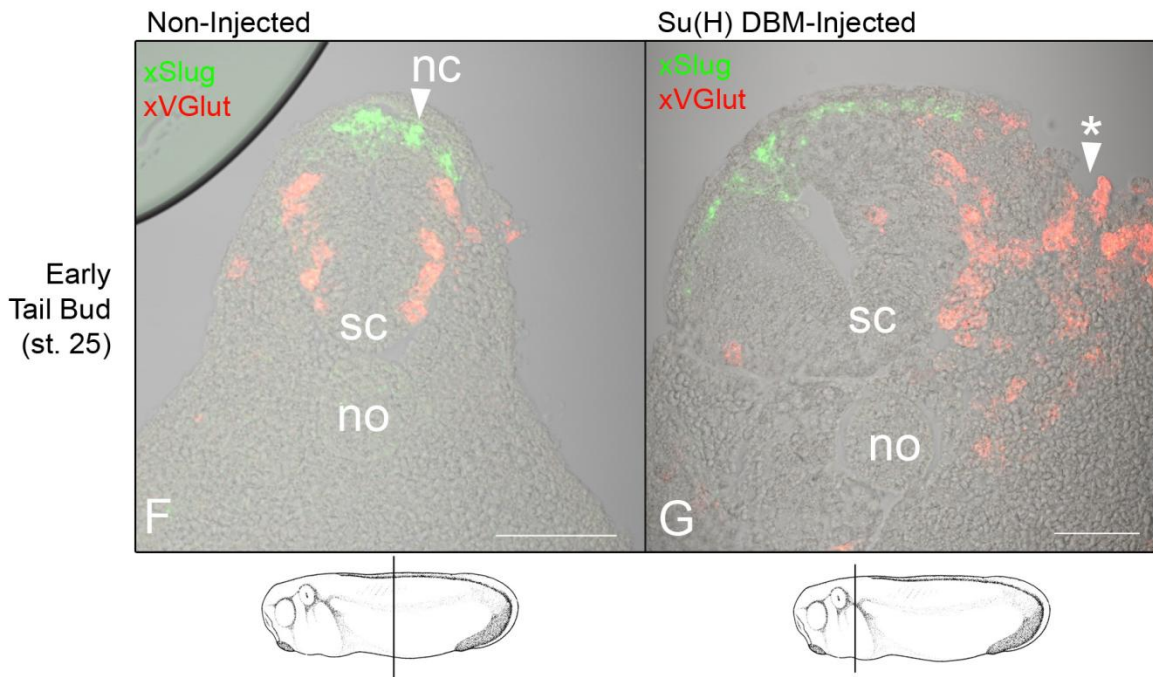 Non-Injected
Su(H) DBM-Injected
xSlug
xVGlut
nc
xSlug
xVGlut
*
Early
Tail Bud
(st. 25)
sc
sc
no
no
F
G